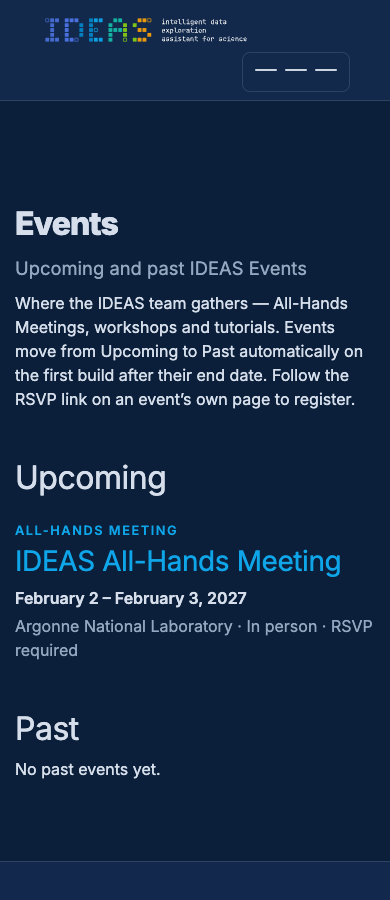 IDEAS
intelligent data
exploration
assistant for science
Events
Upcoming and past IDEAS Events
Where the IDEAS team gathers — All-Hands
Meetings, workshops and tutorials. Events
move from Upcoming to Past automatically on
the first build after their end date. Follow the
RSVP link on an event’s own page to register.
Upcoming
ALL-HANDS MEETING
IDEAS All-Hands Meeting
February 2 – February 3, 2027
Argonne National Laboratory · In person · RSVP
required
Past
No past events yet.